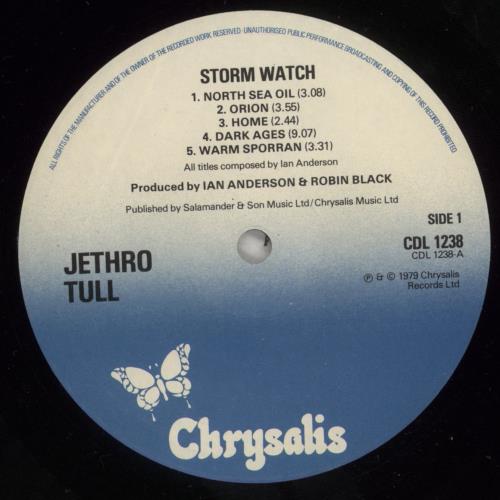 ALL RIGHTS OF THE MANUFACTURER AND OF THE OWNER OF THE RECORDED WORK RESERVED · UNAUTHORISED PUBLIC PERFORMANCE BROADCASTING AND COPYING OF THIS RECORD PROHIBITED
STORM WATCH
1. NORTH SEA OIL (3.08)
2. ORION (3.55)
3. HOME (2.44)
4. DARK AGES (9.07)
5. WARM SPORRAN (3.31)
All titles composed by Ian Anderson
Produced by IAN ANDERSON & ROBIN BLACK
Published by Salamander & Son Music Ltd/Chrysalis Music Ltd
SIDE 1
CDL 1238
CDL 1238-A
JETHRO
TULL
℗ & © 1979 Chrysalis
Records Ltd
Chrysalis